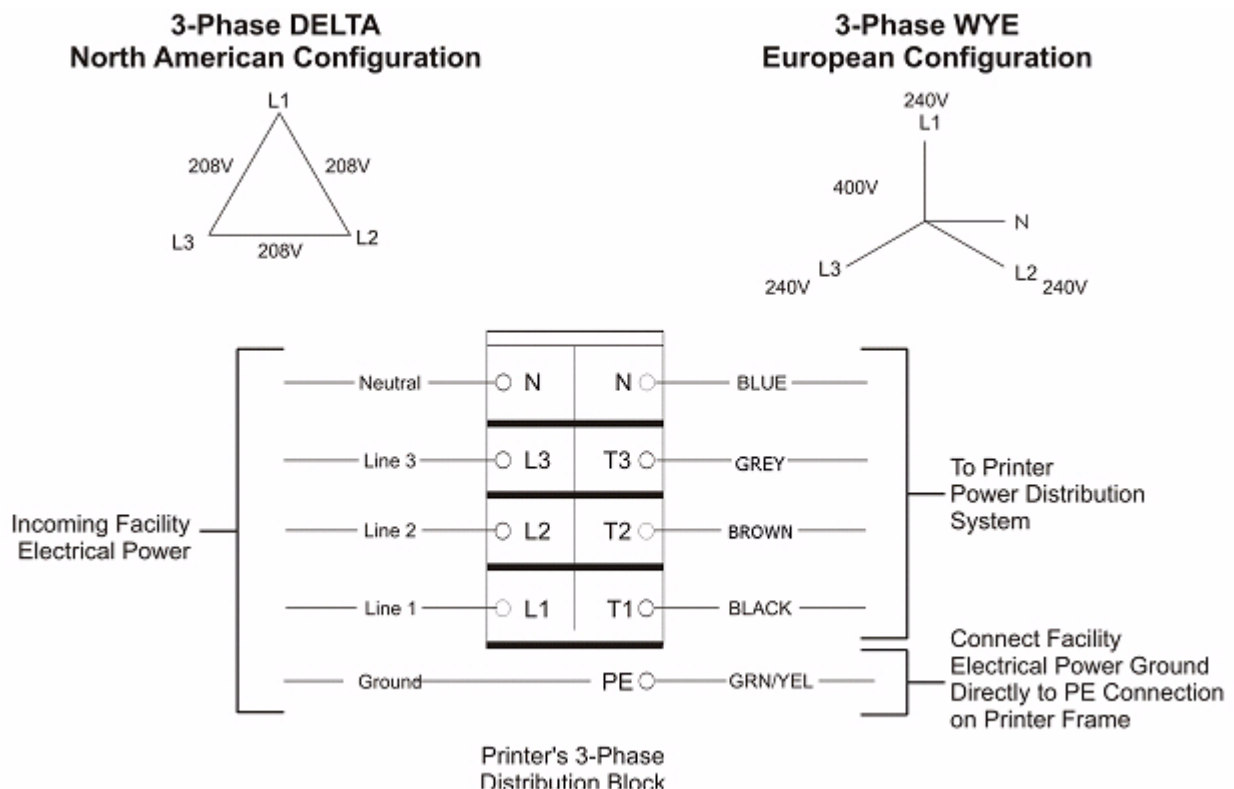 3-Phase DELTA
North American Configuration
L1
208V
208V
L3
L2
208V
3-Phase WYE
European Configuration
240V
L1
400V
N
L3
240V
L2
240V
Incoming Facility
Electrical Power
Neutral N N BLUE
Line 3 L3 T3 GREY
Line 2 L2 T2 BROWN
Line 1 L1 T1 BLACK
Ground PE GRN/YEL
To Printer
Power Distribution
System
Connect Facility
Electrical Power Ground
Directly to PE Connection
on Printer Frame
Printer's 3-Phase
Distribution Block